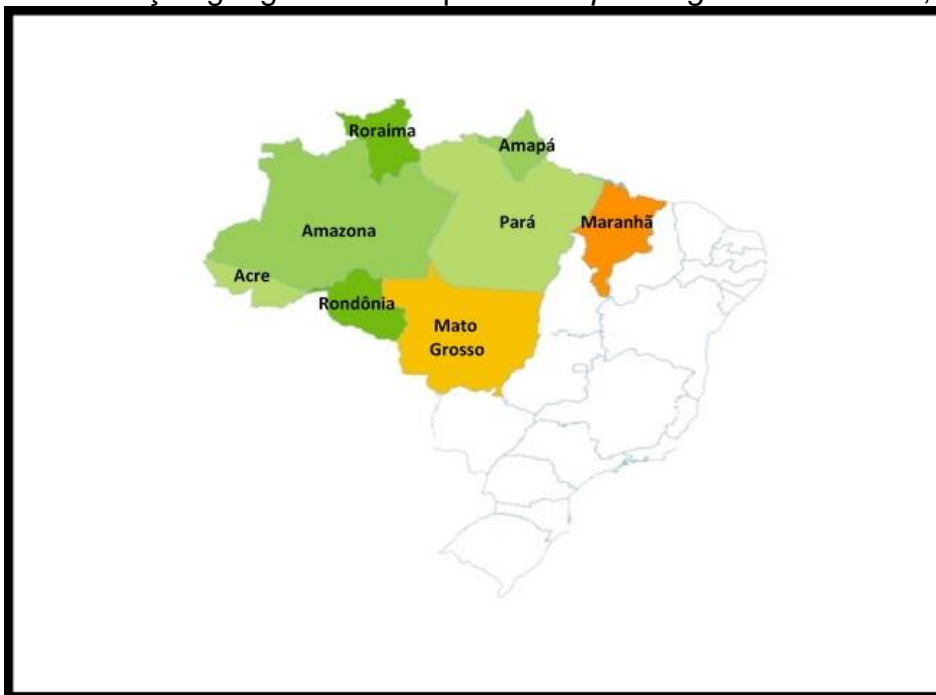 Roraima
Amapá
Amazona
Pará
Maranhã
Acre
Rondônia
Mato
Grosso